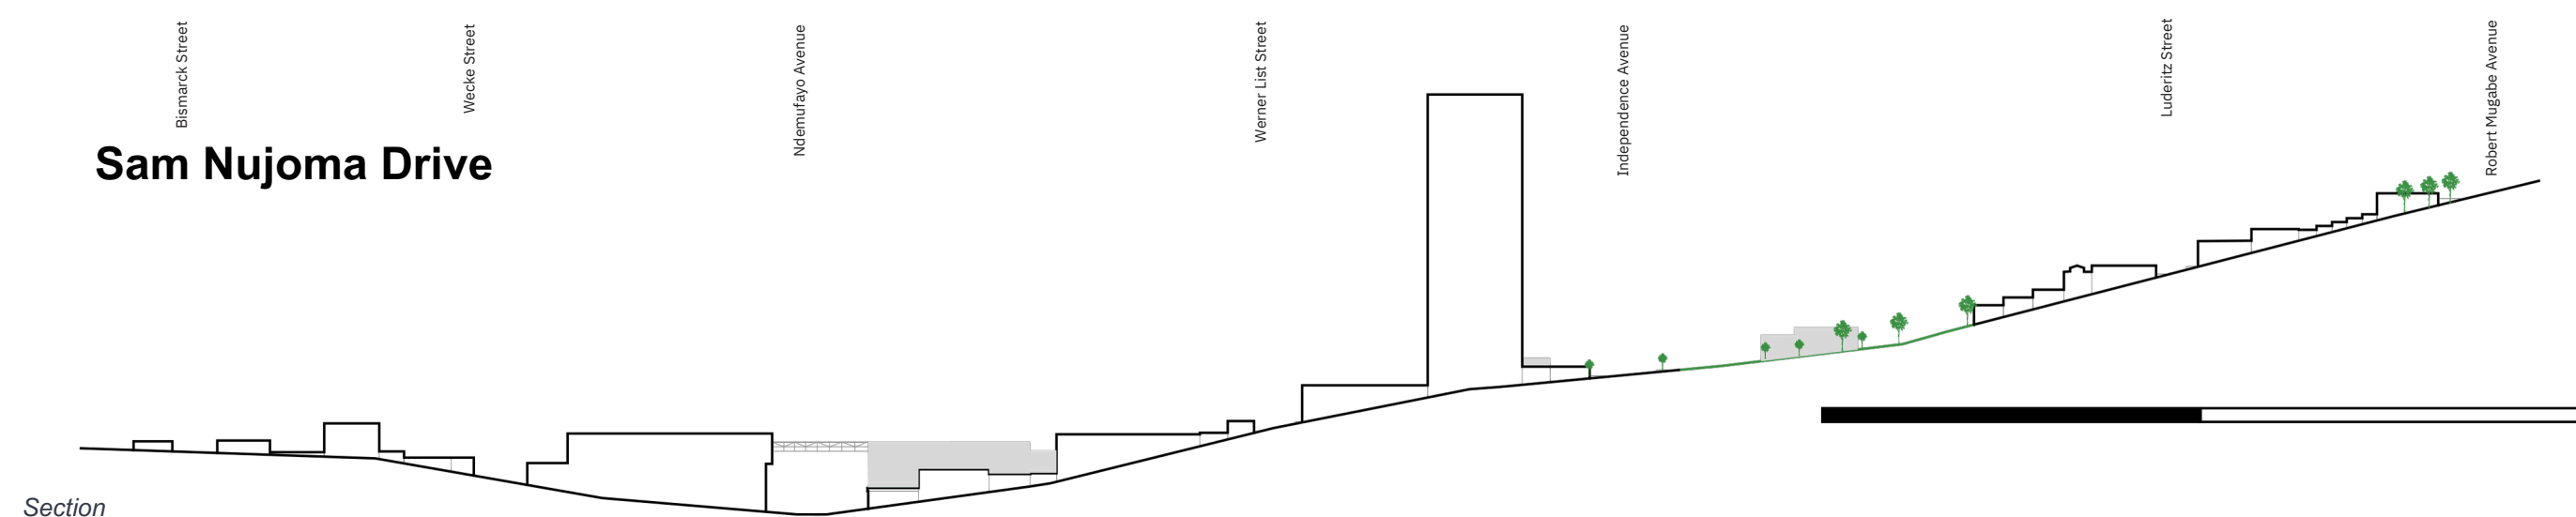 Bismarck Street
Wecke Street
Ndemufayo Avenue
Werner List Street
Independence Avenue
Luderitz Street
Robert Mugabe Avenue
Sam Nujoma Drive
Section